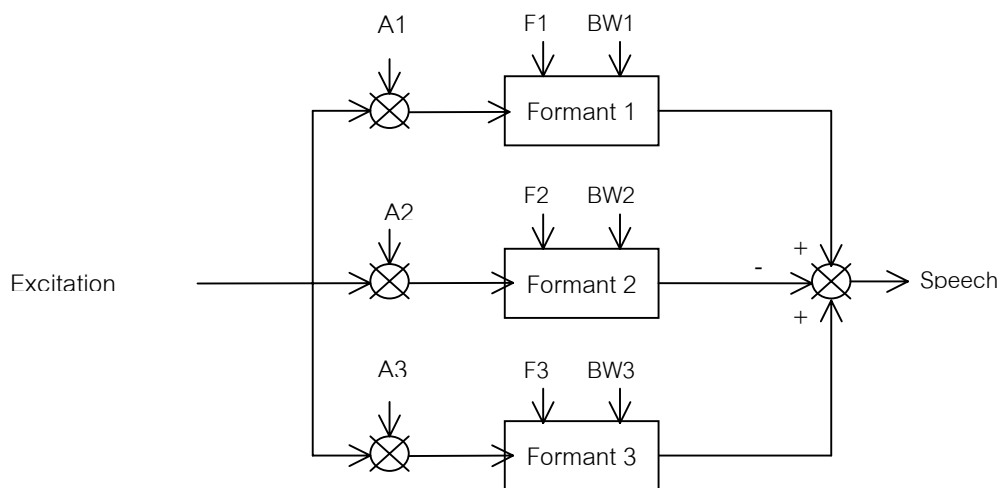 A1
F1
BW1
Formant 1
A2
F2
BW2
+
Excitation
Formant 2
-
Speech
+
A3
F3
BW3
Formant 3